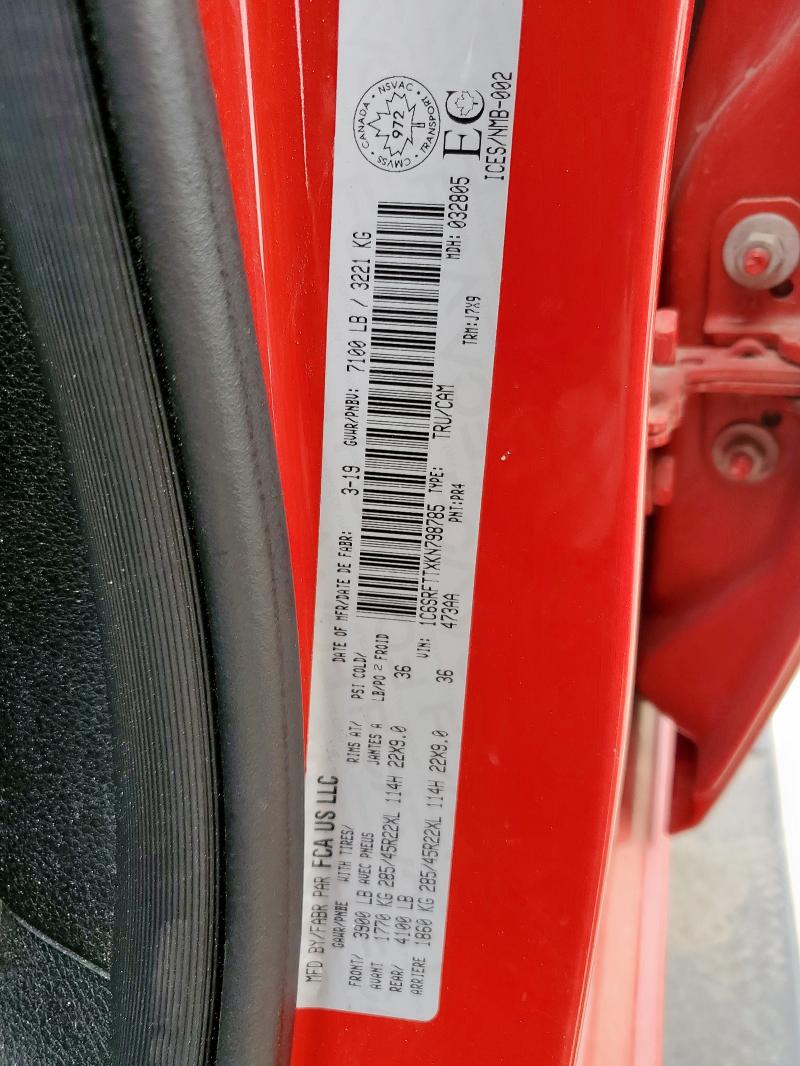 MFD BY/FABR PAR FCA US LLC
DATE OF MFR/DATE DE FABR: 3-19 GVWR/PNBV: 7100 LB / 3221 KG
GAWR/PNBE WITH TIRES/ RIMS AT/ PSI COLD/
FRONT/ 3900 LB AVEC PNEUS JANTES A LB/PO 2 FROID
AVANT 1770 KG 285/45R22XL 114H 22X9.0 36
REAR/ 4100 LB
ARRIERE 1860 KG 285/45R22XL 114H 22X9.0 36
VIN: 1C6SRFTTXKN798785 TYPE: TRU/CAM MDH: 032805
473AA PNT:PR4 TRM:J7X9
CANADA • NSVAC • TRANSPORT • CMVSS •
972
EC
ICES/NMB-002